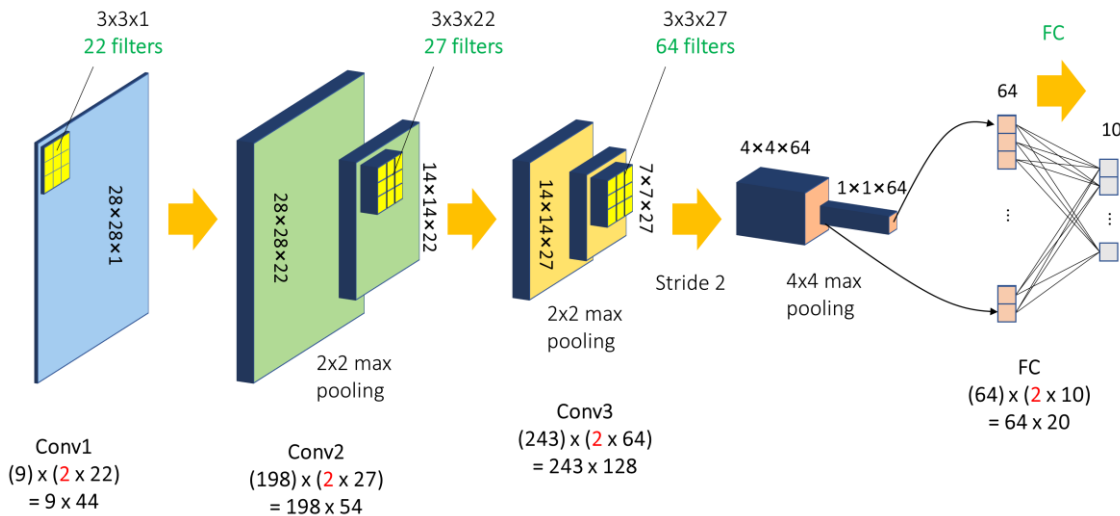 3x3x1
22 filters
3x3x22
27 filters
3x3x27
64 filters
FC
28×28×1
28×28×22
14×14×22
2x2 max
pooling
14×14×27
7×7×27
2x2 max
pooling
Stride 2
4×4×64
1×1×64
4x4 max
pooling
64
...
10
...
Conv1
(9) x (2 x 22)
= 9 x 44
Conv2
(198) x (2 x 27)
= 198 x 54
Conv3
(243) x (2 x 64)
= 243 x 128
FC
(64) x (2 x 10)
= 64 x 20